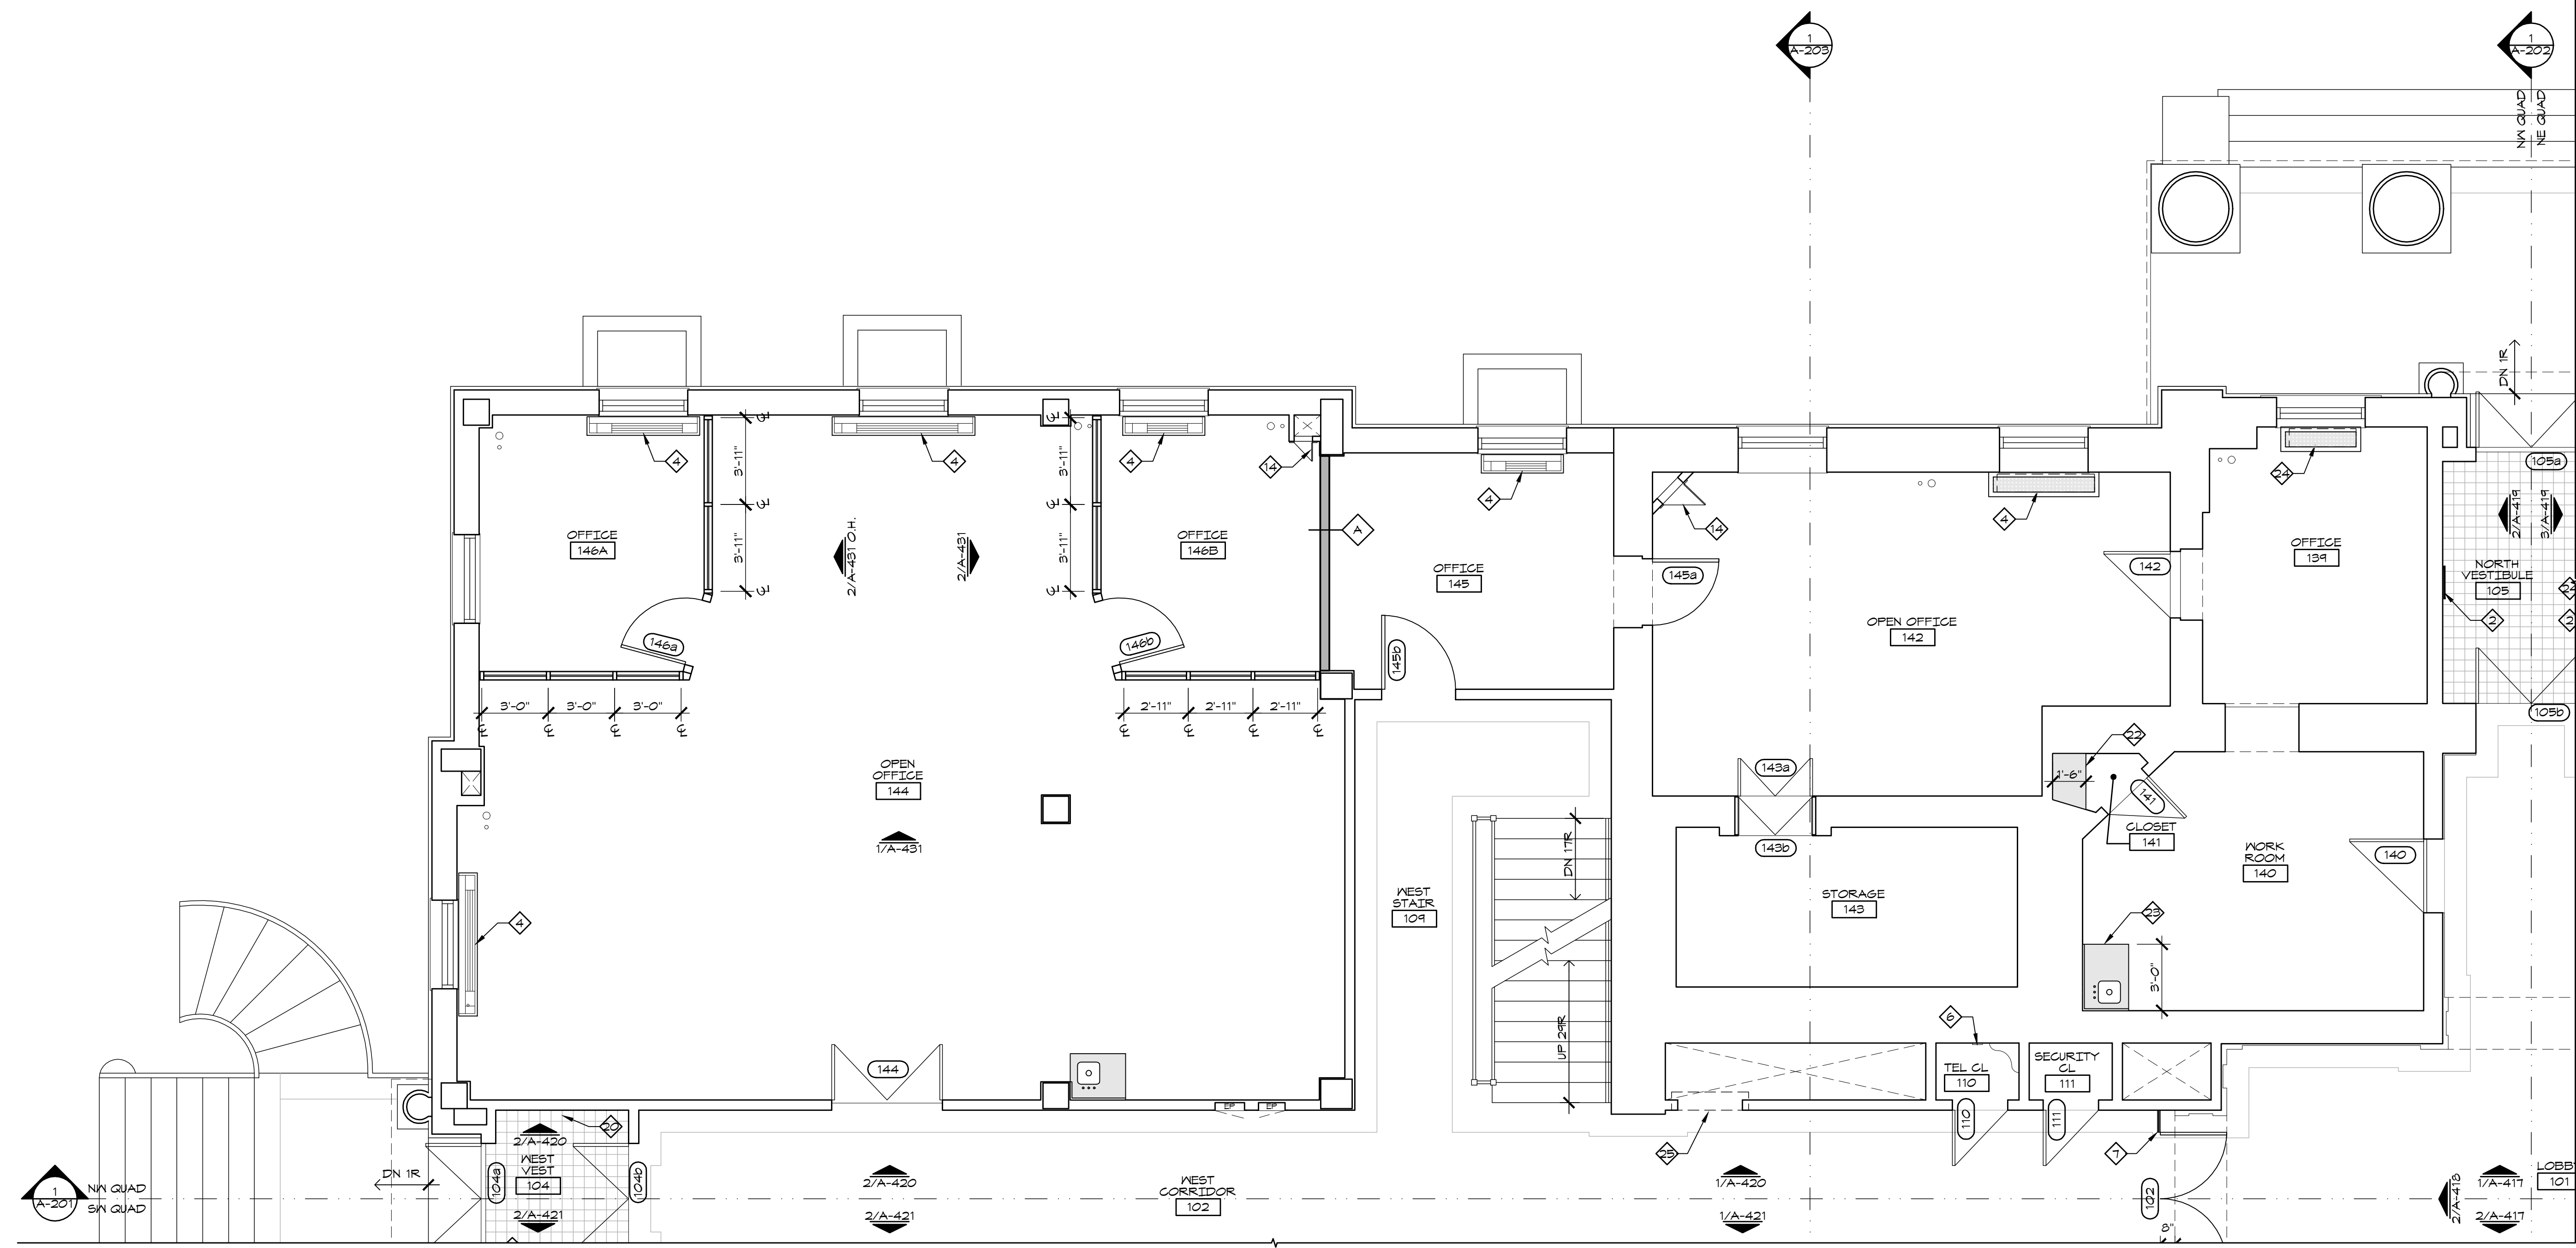 1
A-203
1
A-202
NW QUAD
NE QUAD
DN 1R
4
4
4
14
3'-11"
3'-11"
3'-11"
3'-11"
OFFICE
146A
2/A-431 O.H.
2/A-431
OFFICE
146B
A
146a
146b
3'-0"
3'-0"
3'-0"
2'-11"
2'-11"
2'-11"
4
OFFICE
145
145a
145b
14
4
OPEN OFFICE
142
142
24
OFFICE
139
105a
2/A-419
3/A-419
NORTH
VESTIBULE
105
2
24
2
105b
OPEN
OFFICE
144
1/A-431
4
144
143a
143b
STORAGE
143
22
1'-6"
141
CLOSET
141
WORK
ROOM
140
140
23
3'-0"
WEST
STAIR
109
DN 17R
UP 29R
6
TEL CL
110
SECURITY
CL
111
110
111
EP
EP
20
2/A-420
WEST
VEST
104
2/A-421
104a
104b
DN 1R
1
A-201
NW QUAD
SW QUAD
2/A-420
2/A-421
WEST
CORRIDOR
102
25
1/A-420
1/A-421
7
102
8"
2/A-418
1/A-417
2/A-417
LOBB
101